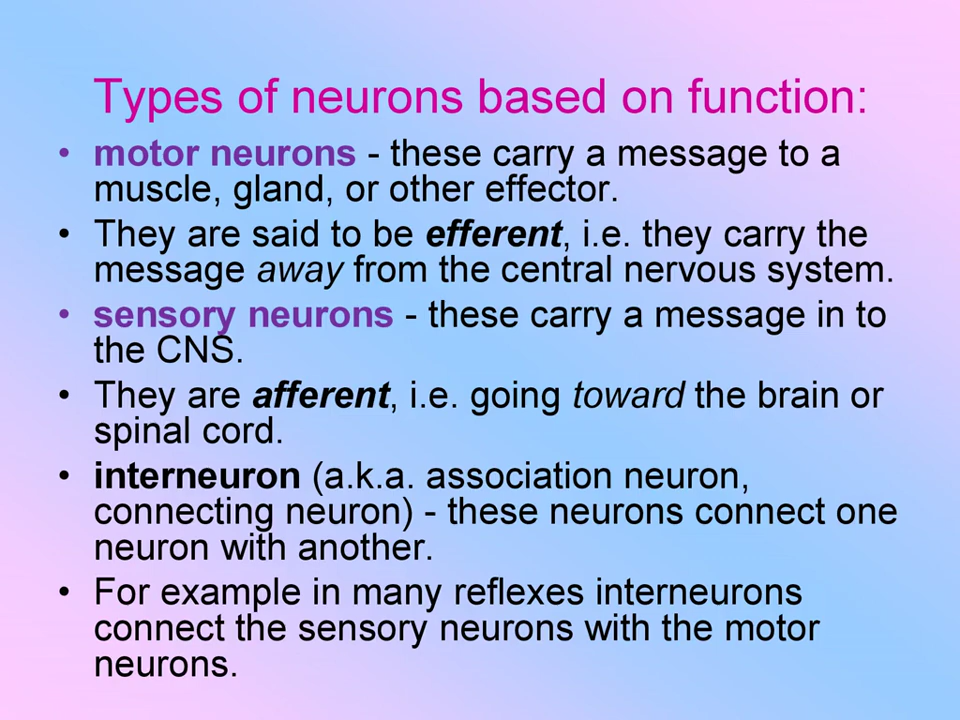 Types of neurons based on function:
• motor neurons - these carry a message to a
muscle, gland, or other effector.
• They are said to be efferent, i.e. they carry the
message away from the central nervous system.
• sensory neurons - these carry a message in to
the CNS.
• They are afferent, i.e. going toward the brain or
spinal cord.
• interneuron (a.k.a. association neuron,
connecting neuron) - these neurons connect one
neuron with another.
• For example in many reflexes interneurons
connect the sensory neurons with the motor
neurons.